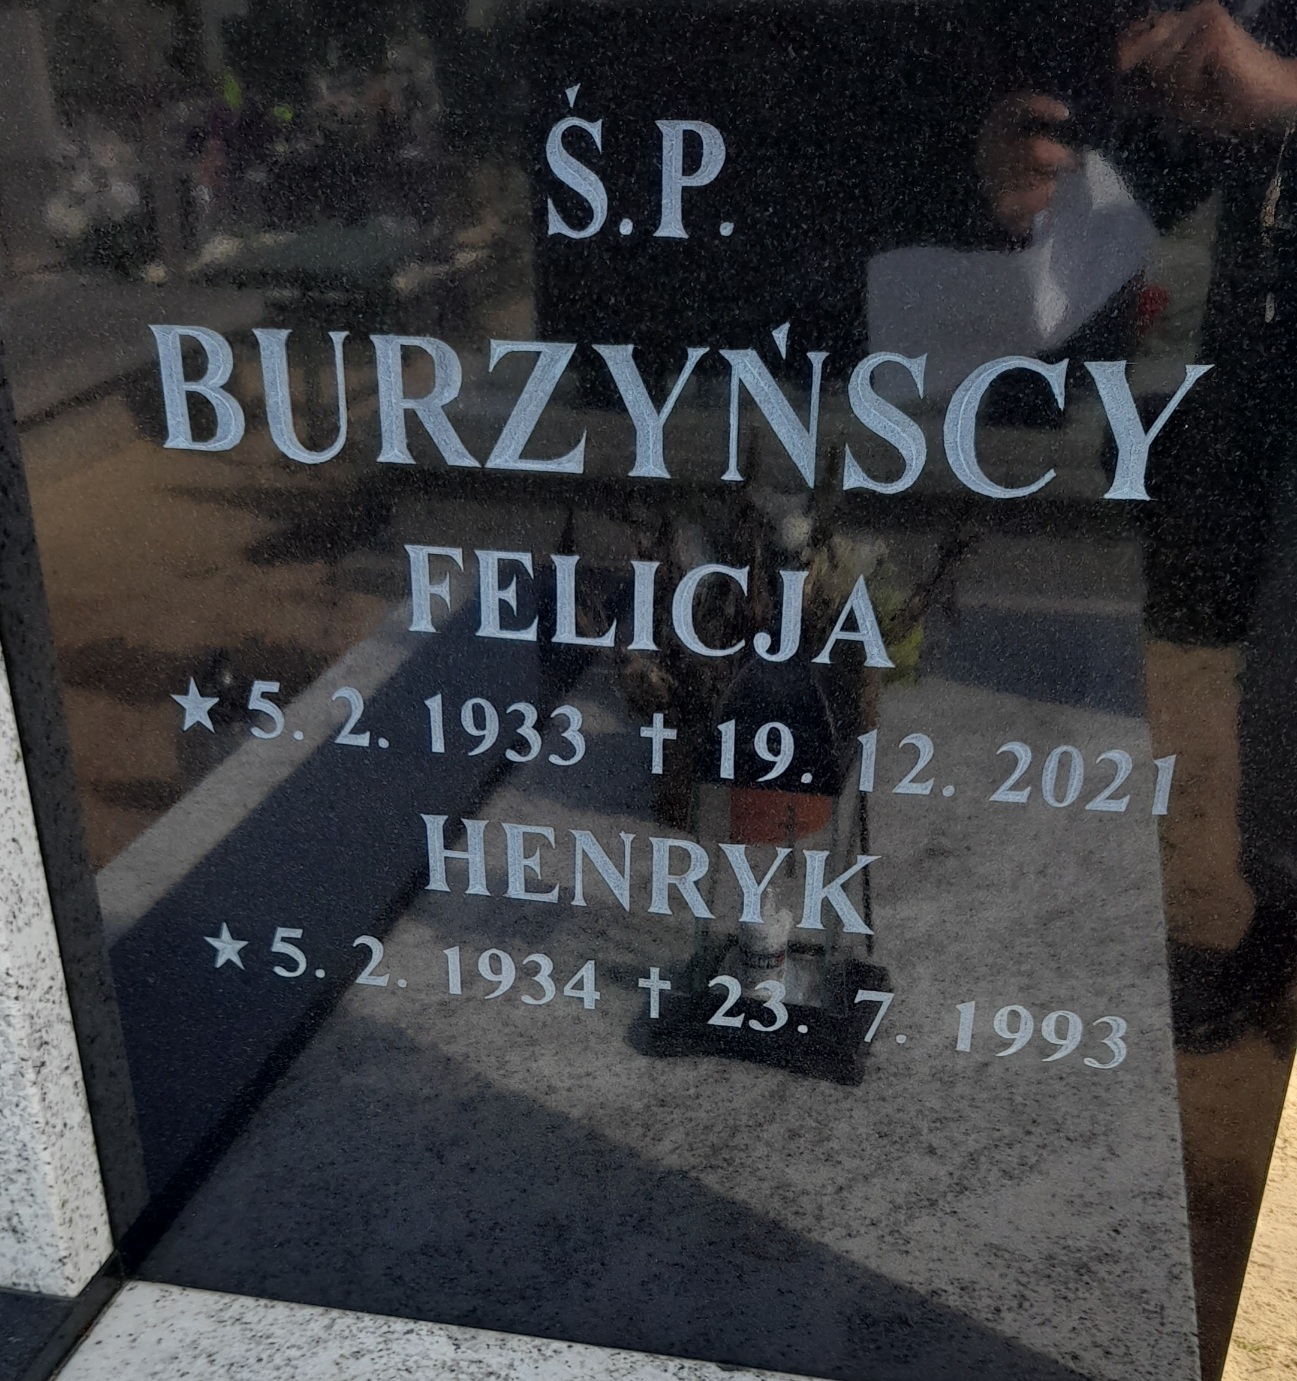 Ś.P.
BURZYŃSCY
FELICJA
★ 5. 2. 1933 ✝ 19. 12. 2021
HENRYK
★ 5. 2. 1934 ✝ 23. 7. 1993